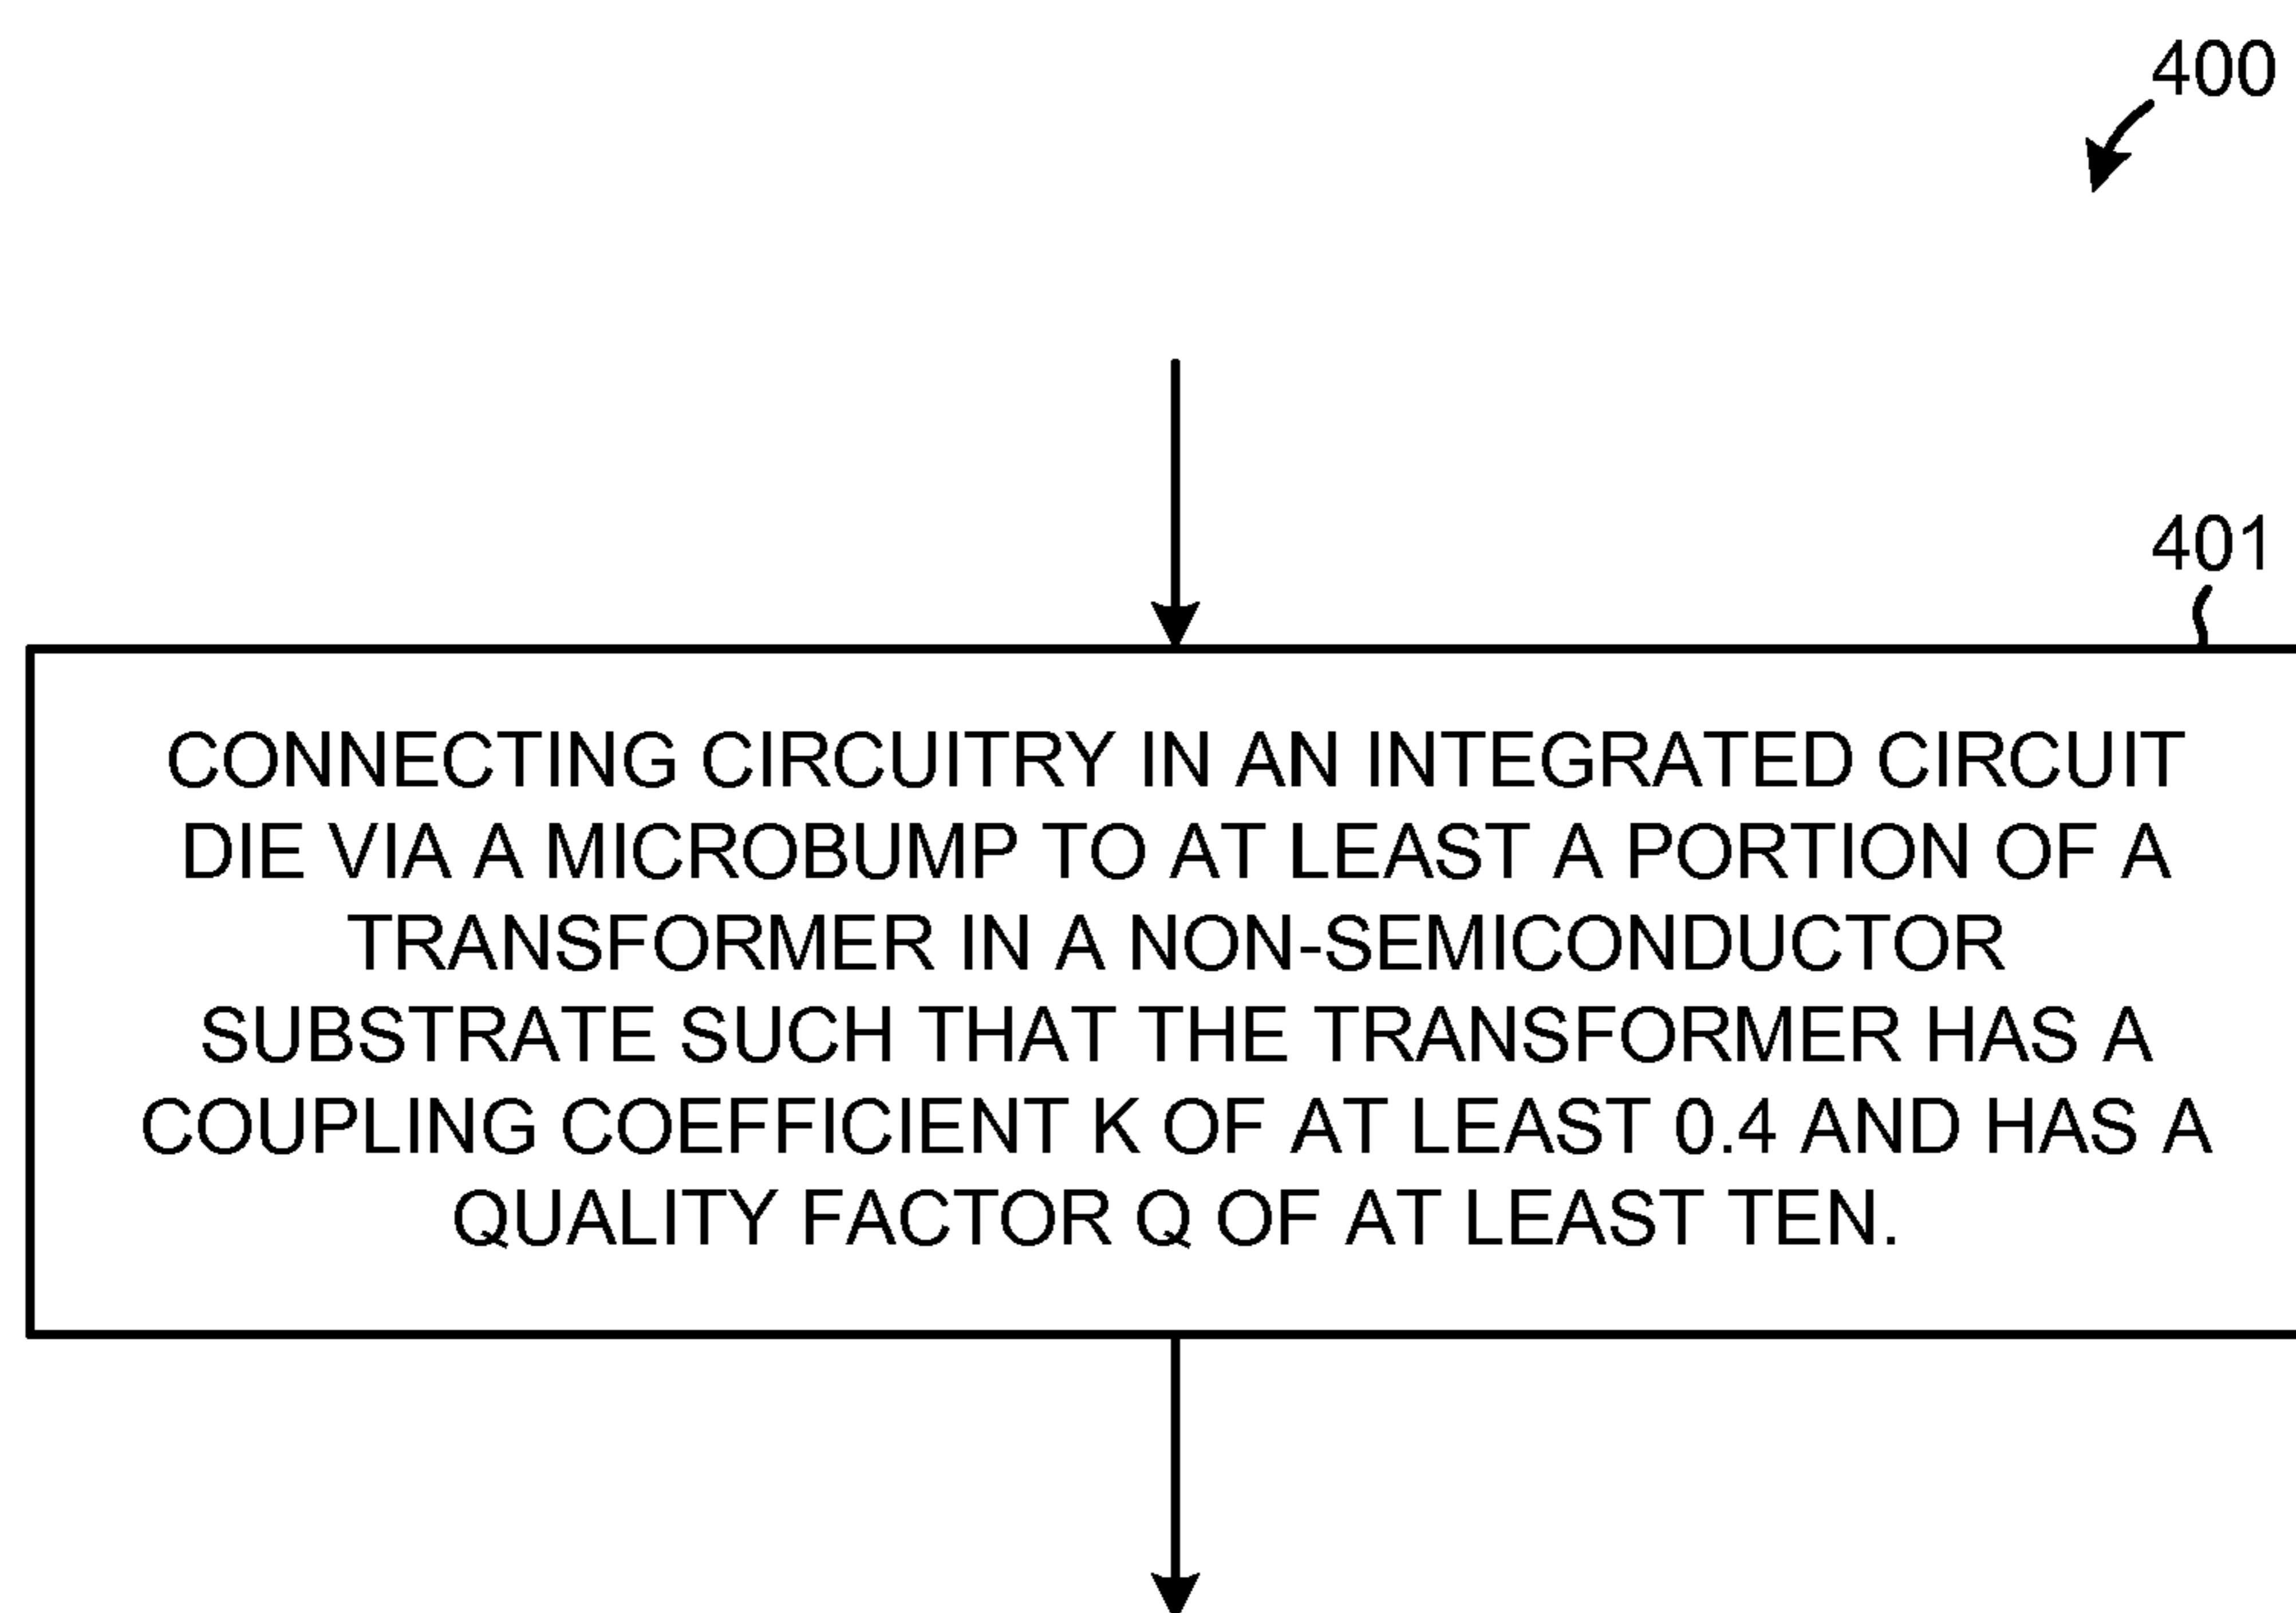 400
401
CONNECTING CIRCUITRY IN AN INTEGRATED CIRCUIT
DIE VIA A MICROBUMP TO AT LEAST A PORTION OF A
TRANSFORMER IN A NON-SEMICONDUCTOR
SUBSTRATE SUCH THAT THE TRANSFORMER HAS A
COUPLING COEFFICIENT K OF AT LEAST 0.4 AND HAS A
QUALITY FACTOR Q OF AT LEAST TEN.